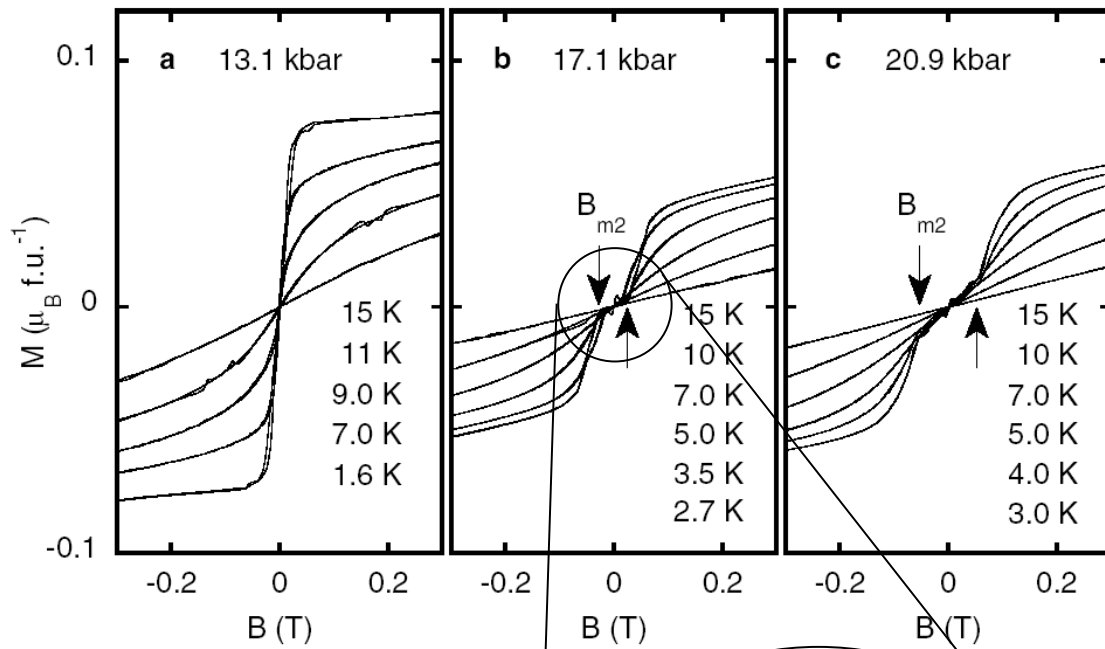 a 13.1 kbar
b 17.1 kbar
c 20.9 kbar
M (μB f.u.-1)
0.1
0
-0.1
15 K
11 K
9.0 K
7.0 K
1.6 K
Bm2
15 K
10 K
7.0 K
5.0 K
3.5 K
2.7 K
Bm2
15 K
10 K
7.0 K
5.0 K
4.0 K
3.0 K
-0.2 0 0.2
-0.2 0 0.2
-0.2 0 0.2
B (T)
B (T)
B (T)